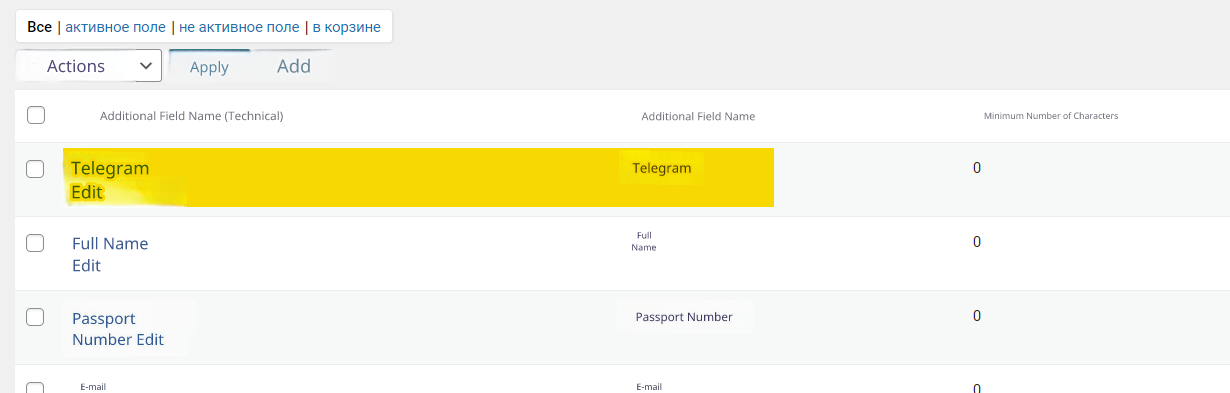 Все | активное поле | не активное поле | в корзине
Actions Apply Add
Additional Field Name (Technical) Additional Field Name Minimum Number of Characters
Telegram Telegram 0
Edit
Full Name Full 0
Name
Edit
Passport Passport Number 0
Number Edit
E-mail E-mail 0